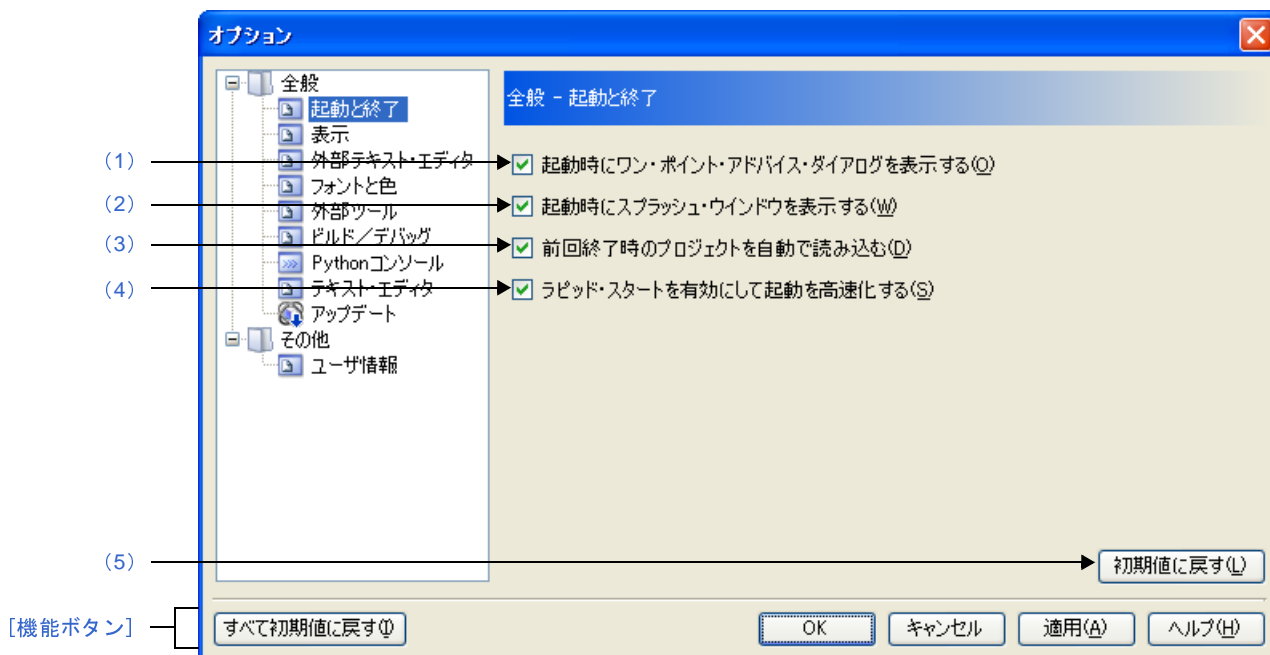 オプション
全般
起動と終了
表示
外部テキスト・エディタ
フォントと色
外部ツール
ビルド／デバッグ
Pythonコンソール
テキスト・エディタ
アップデート
その他
ユーザ情報
全般 - 起動と終了
(1)
起動時にワン・ポイント・アドバイス・ダイアログを表示する(O)
(2)
起動時にスプラッシュ・ウインドウを表示する(W)
(3)
前回終了時のプロジェクトを自動で読み込む(D)
(4)
ラピッド・スタートを有効にして起動を高速化する(S)
(5)
初期値に戻す(L)
[機能ボタン]
すべて初期値に戻す(I)
OK
キャンセル
適用(A)
ヘルプ(H)